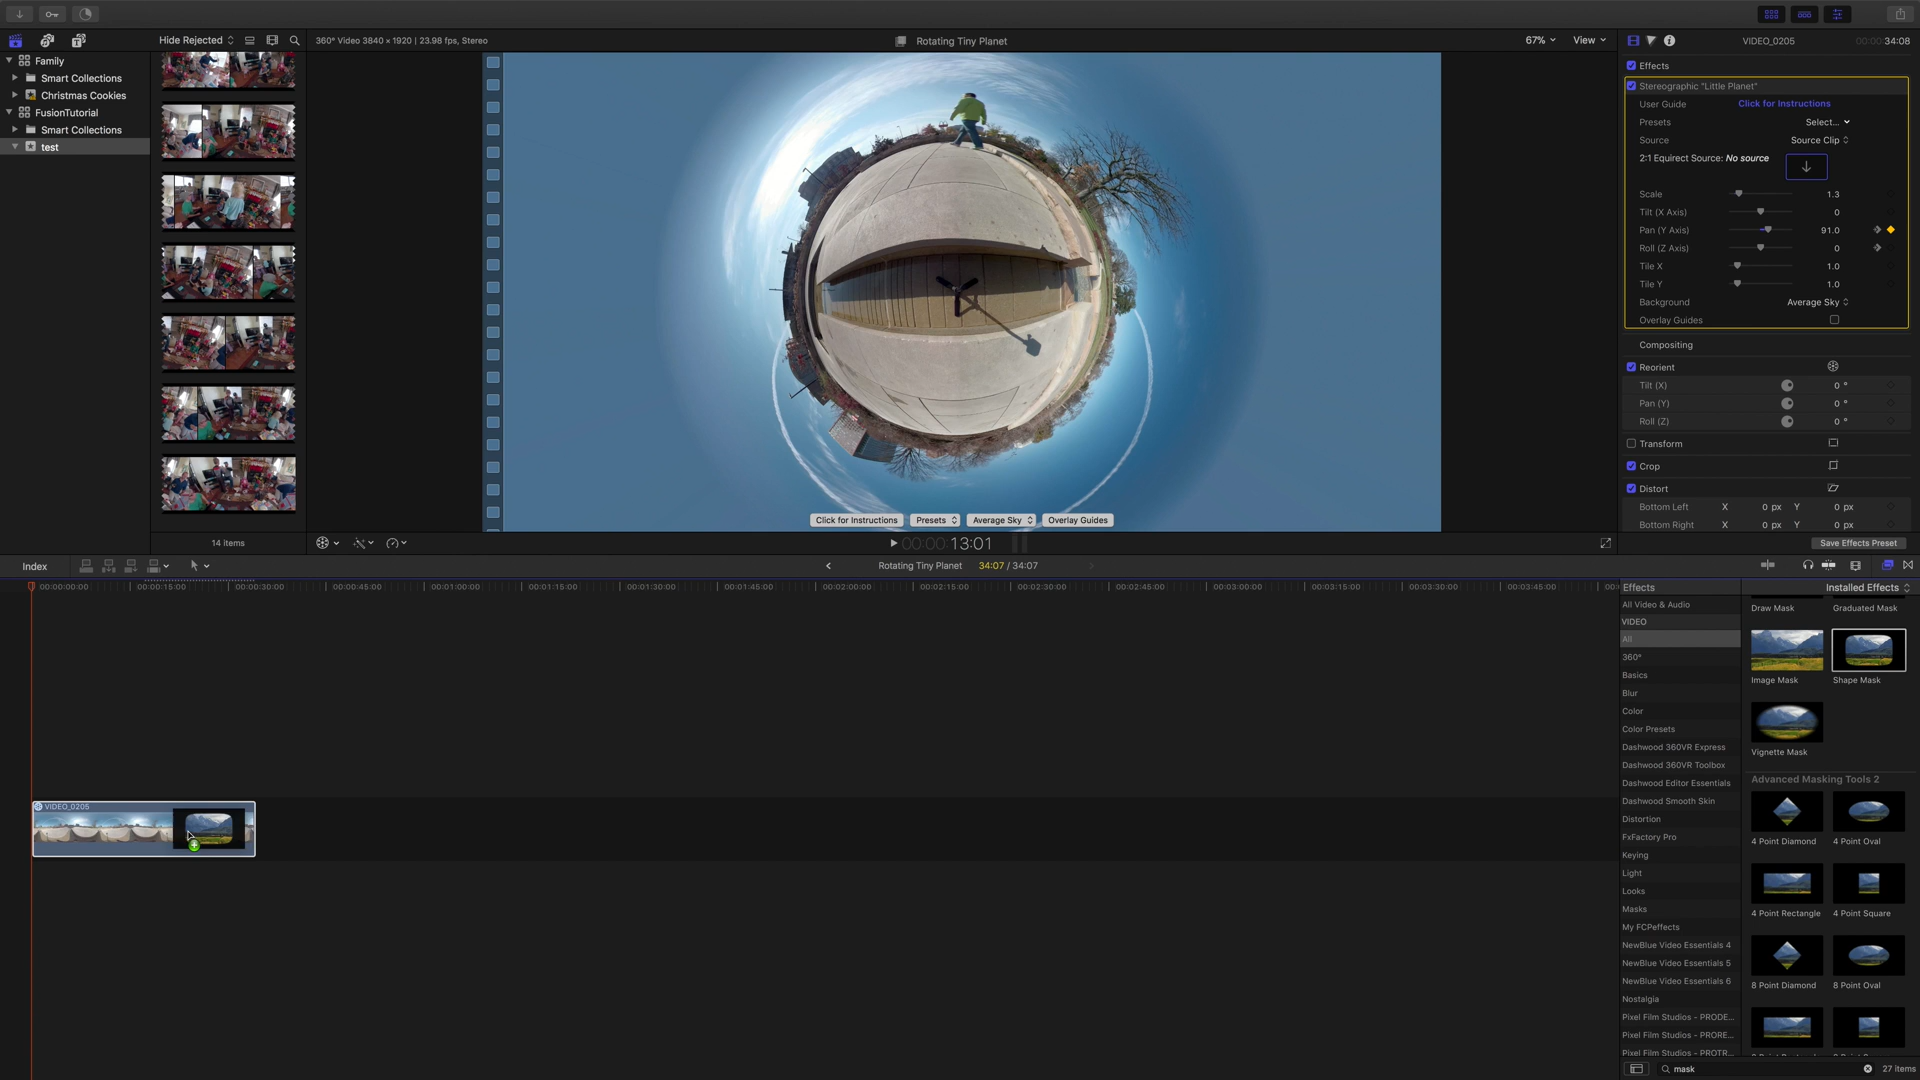 Hide Rejected
360° Video 3840 × 1920 | 23.98 fps, Stereo
Rotating Tiny Planet
67%
View
VIDEO_0205
00:00:34:08
Family
Smart Collections
Christmas Cookies
FusionTutorial
Smart Collections
test
14 items
Click for Instructions
Presets
Average Sky
Overlay Guides
00:00:13:01
Effects
Stereographic "Little Planet"
User Guide
Click for Instructions
Presets
Select...
Source
Source Clip
2:1 Equirect Source: No source
Scale
1.3
Tilt (X Axis)
0
Pan (Y Axis)
91.0
Roll (Z Axis)
0
Tile X
1.0
Tile Y
1.0
Background
Average Sky
Overlay Guides
Compositing
Reorient
Tilt (X)
0 °
Pan (Y)
0 °
Roll (Z)
0 °
Transform
Crop
Distort
Bottom Left X 0 px Y 0 px
Bottom Right X 0 px Y 0 px
Save Effects Preset
Index
Rotating Tiny Planet
34:07 / 34:07
00:00:00:00
00:00:15:00
00:00:30:00
00:00:45:00
00:01:00:00
00:01:15:00
00:01:30:00
00:01:45:00
00:02:00:00
00:02:15:00
00:02:30:00
00:02:45:00
00:03:00:00
00:03:15:00
00:03:30:00
00:03:45:00
VIDEO_0205
Effects
Installed Effects
All Video & Audio
VIDEO
All
360°
Basics
Blur
Color
Color Presets
Dashwood 360VR Express
Dashwood 360VR Toolbox
Dashwood Editor Essentials
Dashwood Smooth Skin
Distortion
FxFactory Pro
Keying
Light
Looks
Masks
My FCPeffects
NewBlue Video Essentials 4
NewBlue Video Essentials 5
NewBlue Video Essentials 6
Nostalgia
Pixel Film Studios - PRODE...
Pixel Film Studios - PRORE...
Pixel Film Studios - PROTR...
Draw Mask
Graduated Mask
Image Mask
Shape Mask
Vignette Mask
Advanced Masking Tools 2
4 Point Diamond
4 Point Oval
4 Point Rectangle
4 Point Square
8 Point Diamond
8 Point Oval
mask
27 items